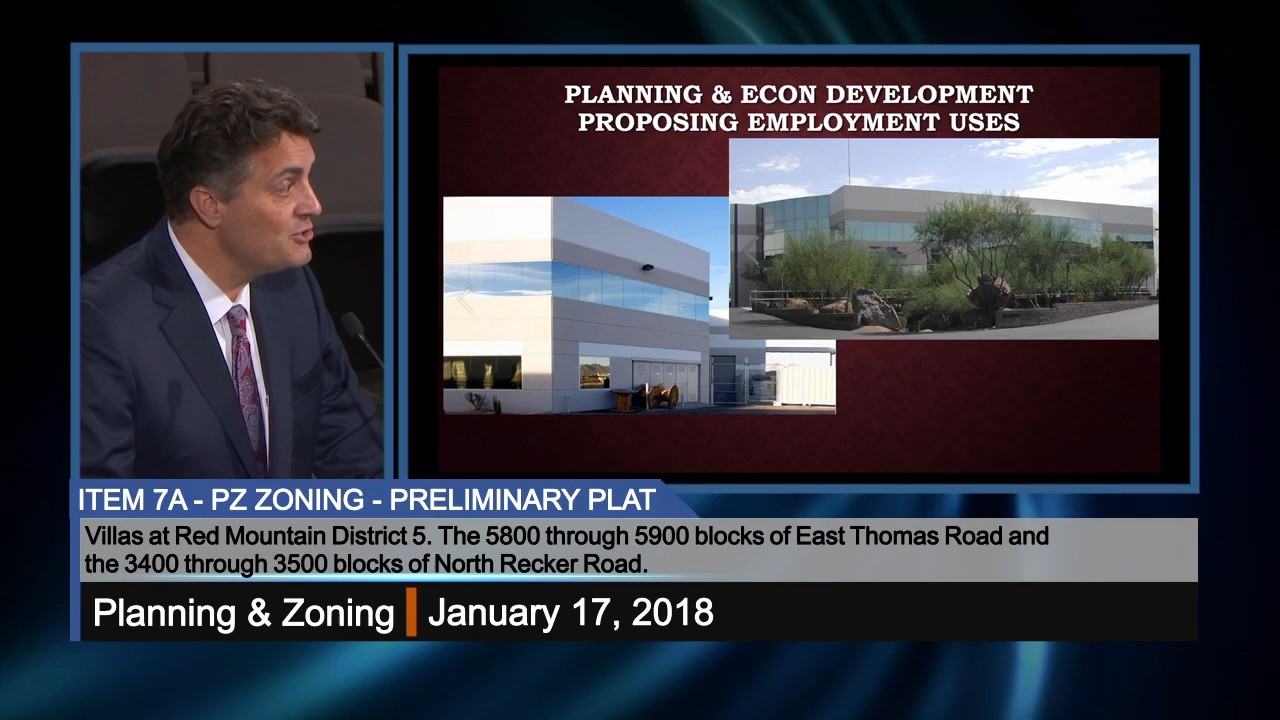 PLANNING & ECON DEVELOPMENT
PROPOSING EMPLOYMENT USES
ITEM 7A - PZ ZONING - PRELIMINARY PLAT
Villas at Red Mountain District 5. The 5800 through 5900 blocks of East Thomas Road and
the 3400 through 3500 blocks of North Recker Road.
Planning & Zoning
January 17, 2018